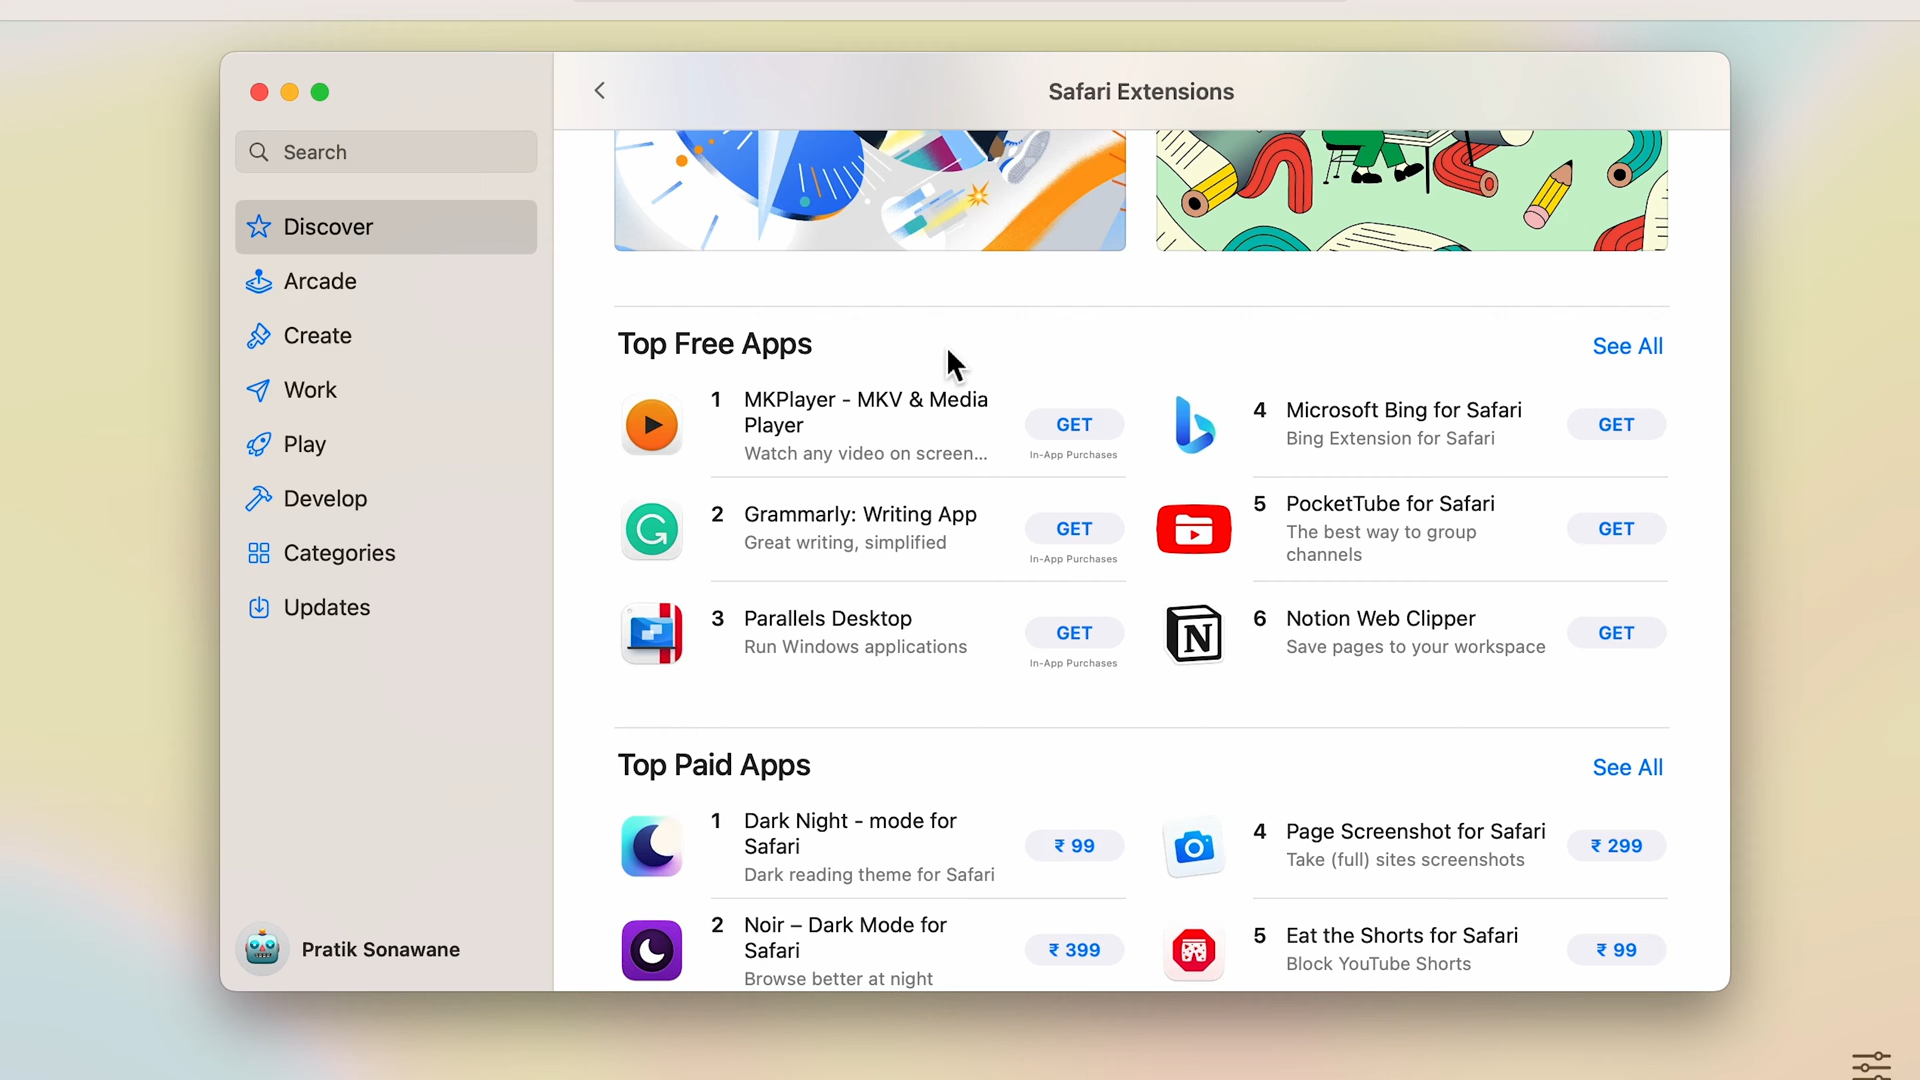 Safari Extensions
Search
Discover
Arcade
Create
Work
Play
Develop
Categories
Updates
Pratik Sonawane
Top Free Apps
See All
1 MKPlayer - MKV & Media
Player
Watch any video on screen...
GET
In-App Purchases
2 Grammarly: Writing App
Great writing, simplified
GET
In-App Purchases
3 Parallels Desktop
Run Windows applications
GET
In-App Purchases
4 Microsoft Bing for Safari
Bing Extension for Safari
GET
5 PocketTube for Safari
The best way to group
channels
GET
6 Notion Web Clipper
Save pages to your workspace
GET
Top Paid Apps
See All
1 Dark Night - mode for
Safari
Dark reading theme for Safari
₹ 99
2 Noir – Dark Mode for
Safari
Browse better at night
₹ 399
4 Page Screenshot for Safari
Take (full) sites screenshots
₹ 299
5 Eat the Shorts for Safari
Block YouTube Shorts
₹ 99